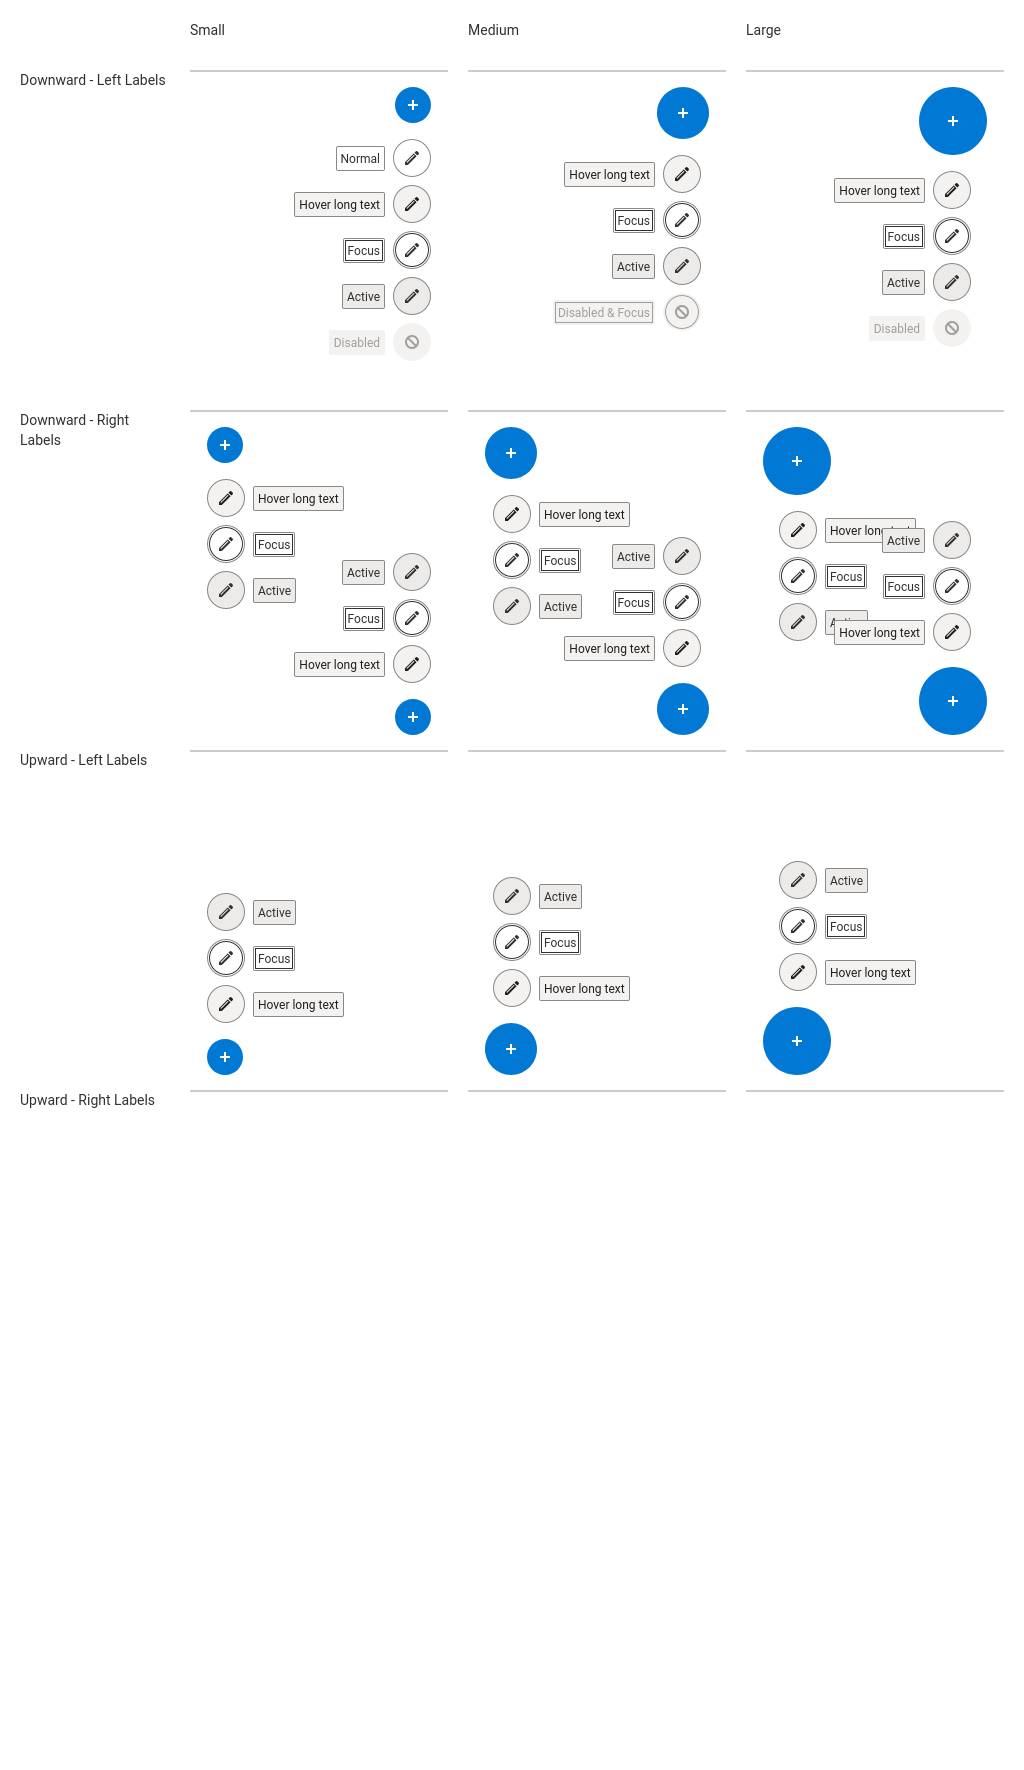 Small
Medium
Large
Downward - Left Labels
Normal
Hover long text
Focus
Active
Disabled
Hover long text
Focus
Active
Disabled & Focus
Hover long text
Focus
Active
Disabled
Downward - Right
Labels
Hover long text
Focus
Active
Active
Focus
Hover long text
Hover long text
Focus
Active
Active
Focus
Hover long text
Hover
Focus
Active
Focus
Hover long text
Upward - Left Labels
Active
Focus
Hover long text
Active
Focus
Hover long text
Active
Focus
Hover long text
Upward - Right Labels